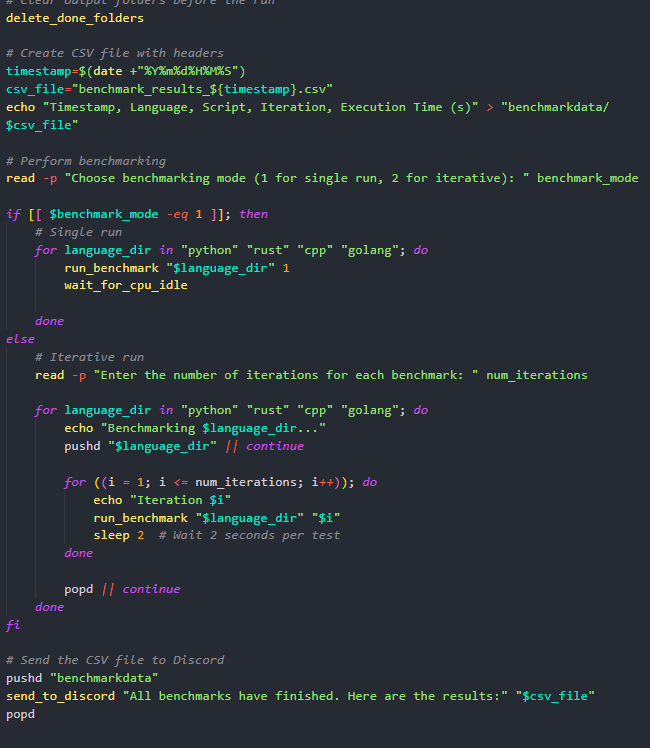 # Clear output folders before the run
delete_done_folders
# Create CSV file with headers
timestamp=$(date +"%Y%m%d%H%M%S")
csv_file="benchmark_results_${timestamp}.csv"
echo "Timestamp, Language, Script, Iteration, Execution Time (s)" > "benchmarkdata/
$csv_file"
# Perform benchmarking
read -p "Choose benchmarking mode (1 for single run, 2 for iterative): " benchmark_mode
if [[ $benchmark_mode -eq 1 ]]; then
# Single run
for language_dir in "python" "rust" "cpp" "golang"; do
run_benchmark "$language_dir" 1
wait_for_cpu_idle
done
else
# Iterative run
read -p "Enter the number of iterations for each benchmark: " num_iterations
for language_dir in "python" "rust" "cpp" "golang"; do
echo "Benchmarking $language_dir..."
pushd "$language_dir" || continue
for ((i = 1; i <= num_iterations; i++)); do
echo "Iteration $i"
run_benchmark "$language_dir" "$i"
sleep 2  # Wait 2 seconds per test
done
popd || continue
done
fi
# Send the CSV file to Discord
pushd "benchmarkdata"
send_to_discord "All benchmarks have finished. Here are the results:" "$csv_file"
popd